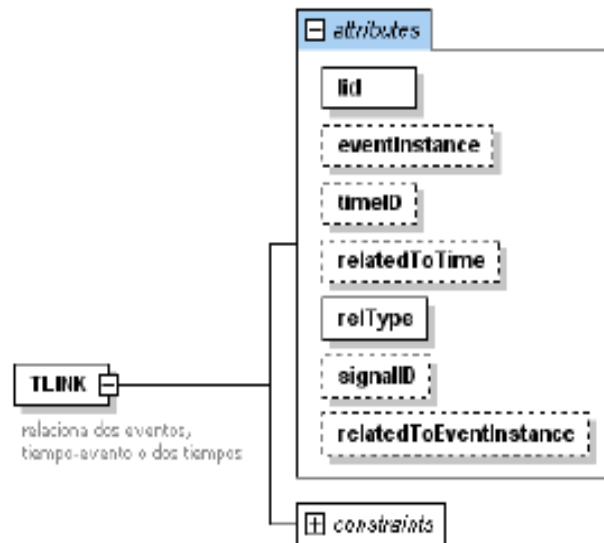 attributes
lid
eventInstance
timeID
relatedToTime
relType
signalID
relatedToEventInstance
TLINK
relaciona dos eventos,
tiempo-evento o dos tiempos
constraints